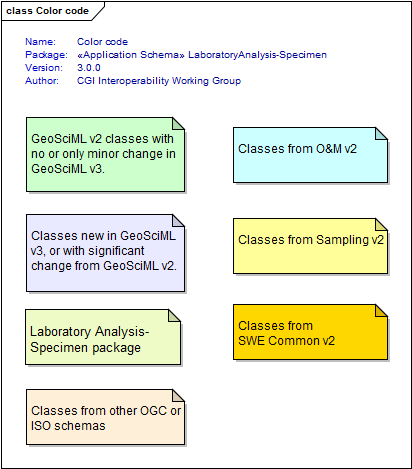 class Color code
Name: Color code
Package: «Application Schema» LaboratoryAnalysis-Specimen
Version: 3.0.0
Author: CGI Interoperability Working Group
GeoSciML v2 classes with
no or only minor change in
GeoSciML v3.
Classes from O&M v2
Classes new in GeoSciML
v3, or with significant
change from GeoSciML v2.
Classes from Sampling v2
Laboratory Analysis-
Specimen package
Classes from
SWE Common v2
Classes from other OGC or
ISO schemas